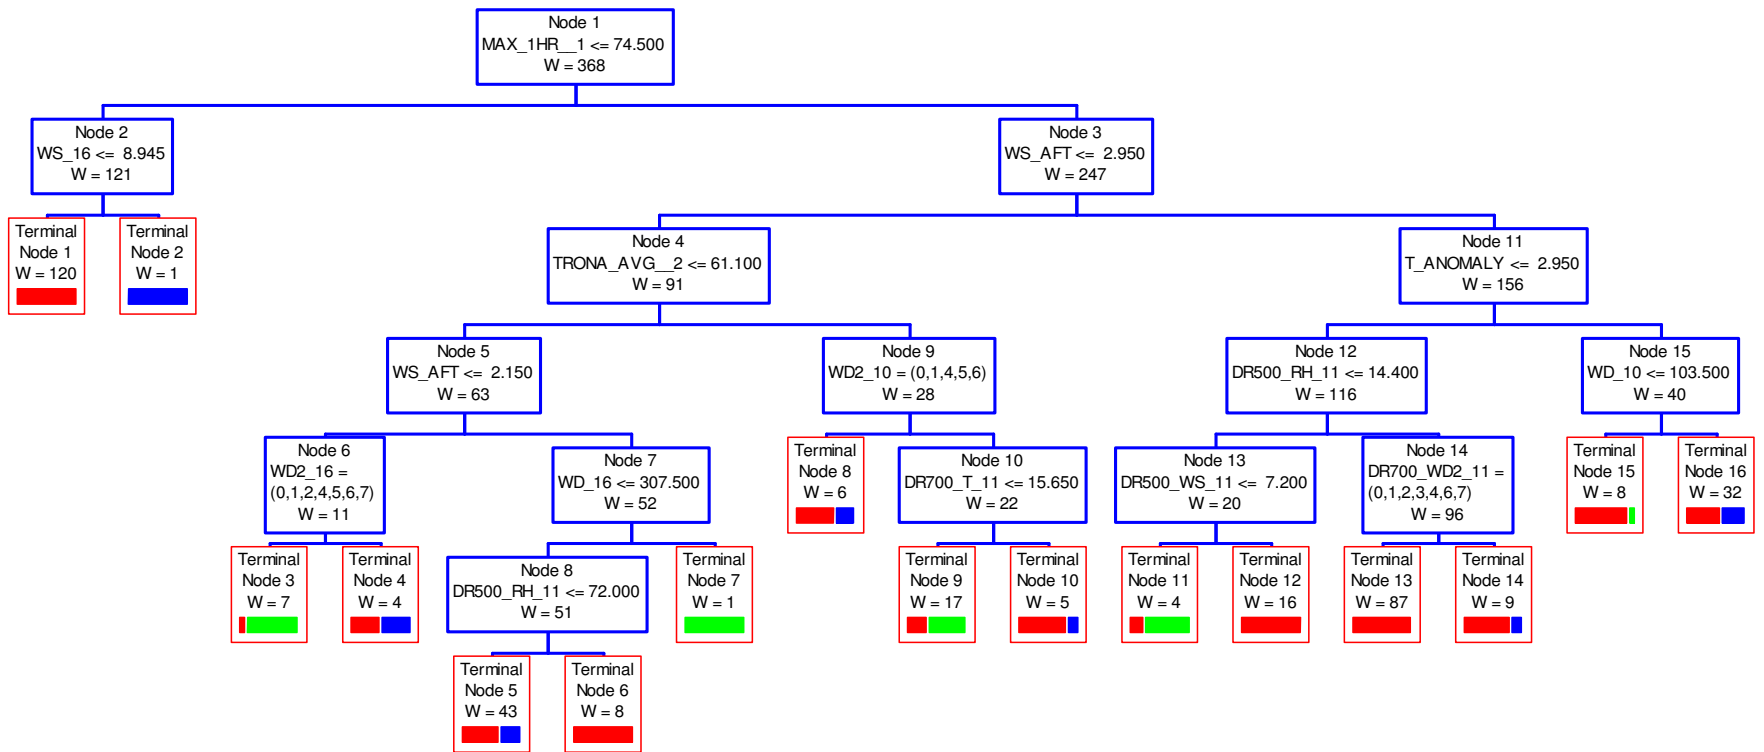 Node 1
MAX_1HR__1 <= 74.500
W = 368
Node 2
WS_16 <= 8.945
W = 121
Node 3
WS_AFT <= 2.950
W = 247
Terminal
Node 1
W = 120
Terminal
Node 2
W = 1
Node 4
TRONA_AVG__2 <= 61.100
W = 91
Node 11
T_ANOMALY <= 2.950
W = 156
Node 5
WS_AFT <= 2.150
W = 63
Node 9
WD2_10 = (0,1,4,5,6)
W = 28
Node 12
DR500_RH_11 <= 14.400
W = 116
Node 15
WD_10 <= 103.500
W = 40
Node 6
WD2_16 =
(0,1,2,4,5,6,7)
W = 11
Node 7
WD_16 <= 307.500
W = 52
Terminal
Node 8
W = 6
Node 10
DR700_T_11 <= 15.650
W = 22
Node 13
DR500_WS_11 <= 7.200
W = 20
Node 14
DR700_WD2_11 =
(0,1,2,3,4,6,7)
W = 96
Terminal
Node 15
W = 8
Terminal
Node 16
W = 32
Terminal
Node 3
W = 7
Terminal
Node 4
W = 4
Node 8
DR500_RH_11 <= 72.000
W = 51
Terminal
Node 7
W = 1
Terminal
Node 9
W = 17
Terminal
Node 10
W = 5
Terminal
Node 11
W = 4
Terminal
Node 12
W = 16
Terminal
Node 13
W = 87
Terminal
Node 14
W = 9
Terminal
Node 5
W = 43
Terminal
Node 6
W = 8